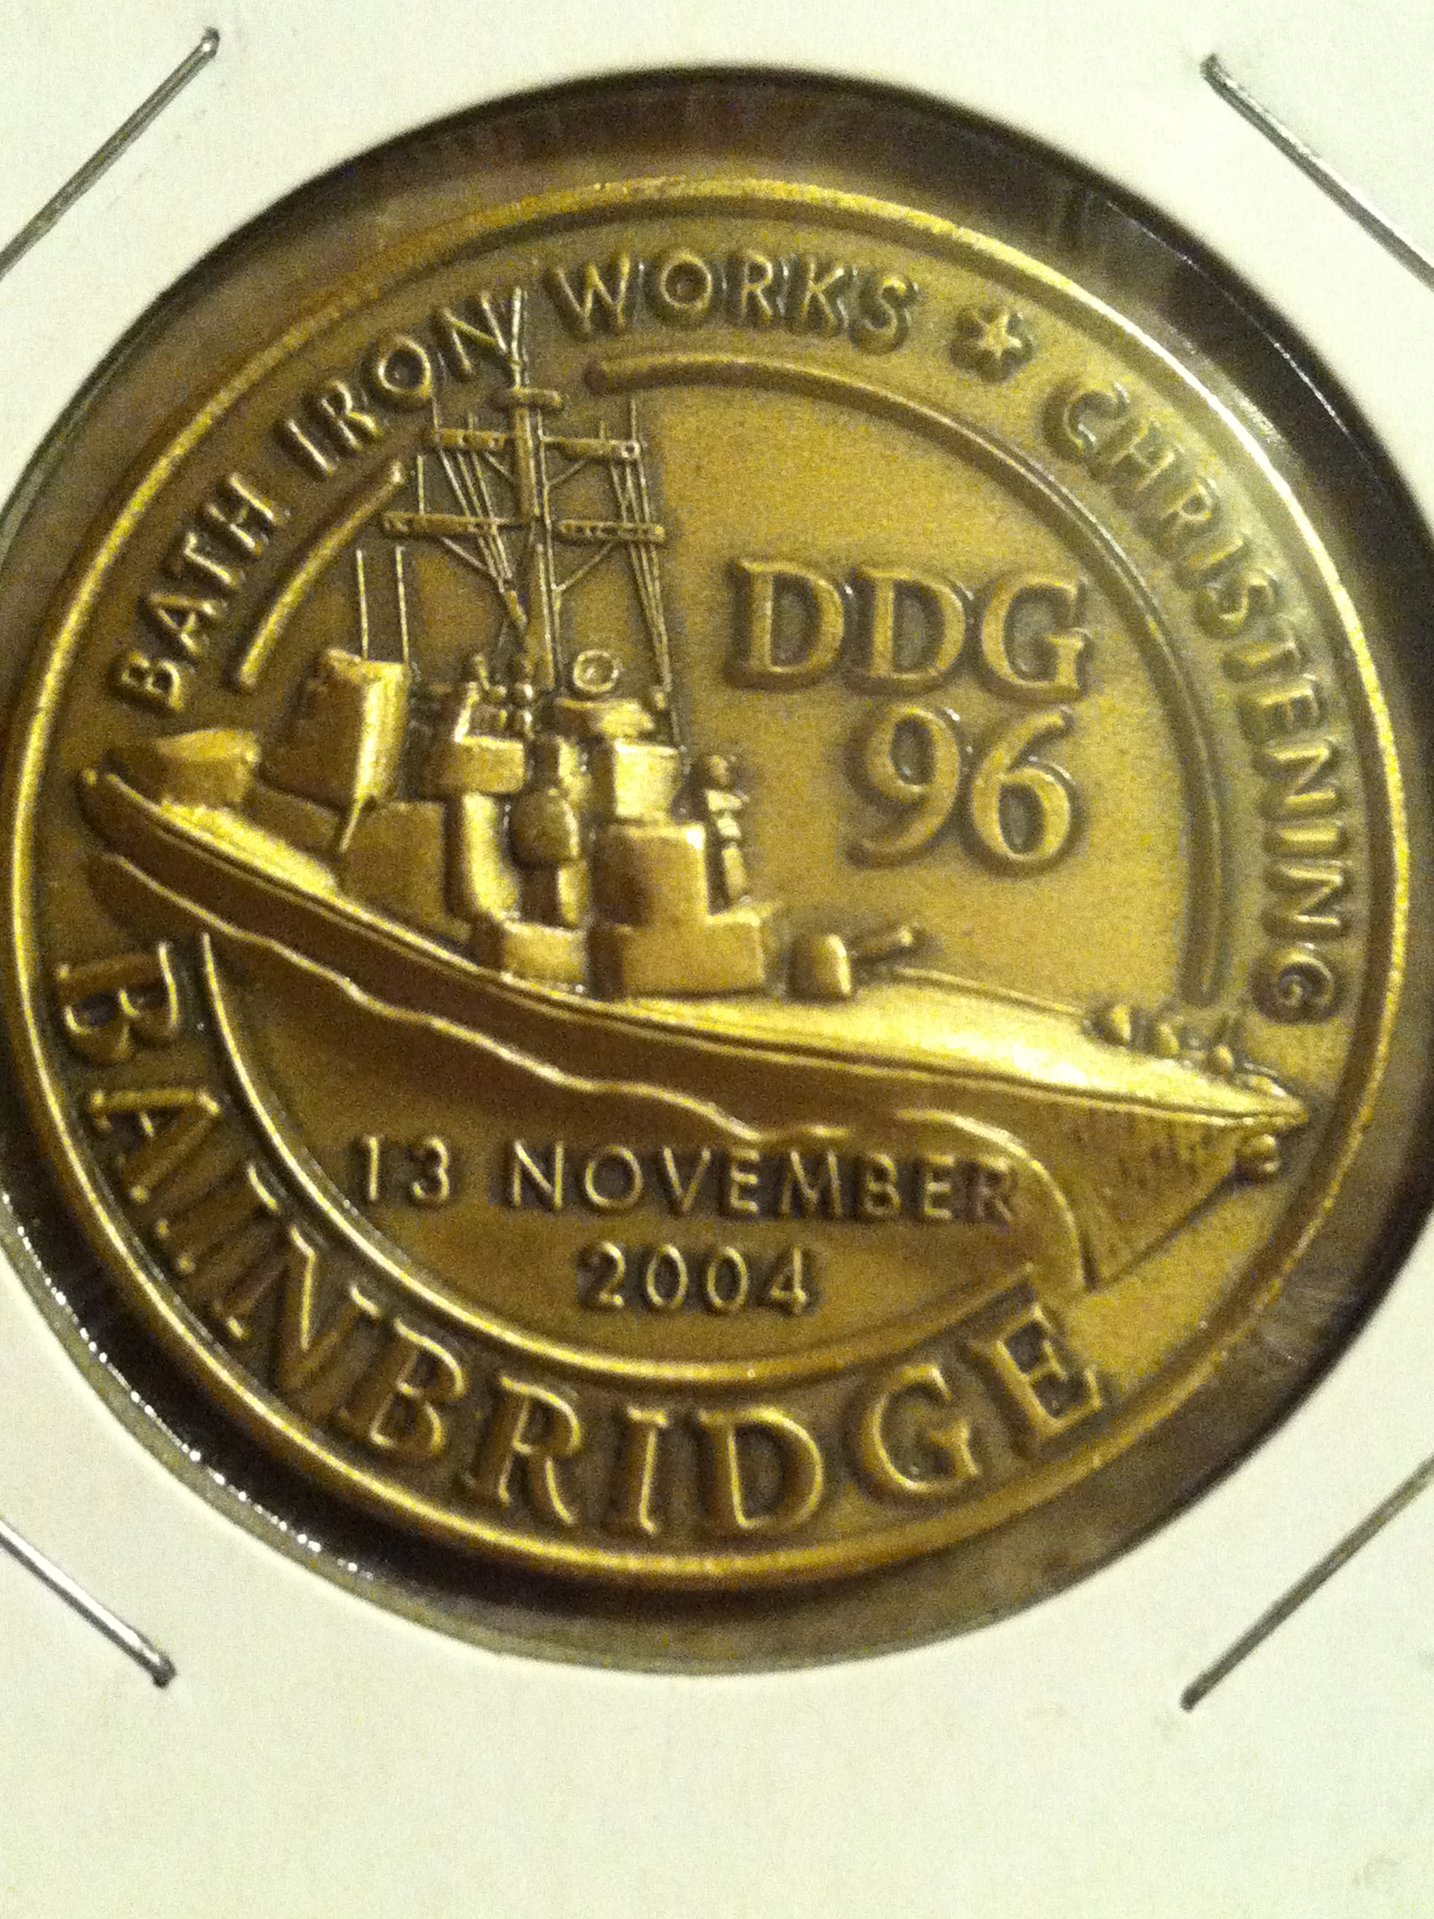 BATH IRON WORKS ★ CHRISTENING
DDG
96
13 NOVEMBER
2004
BAINBRIDGE